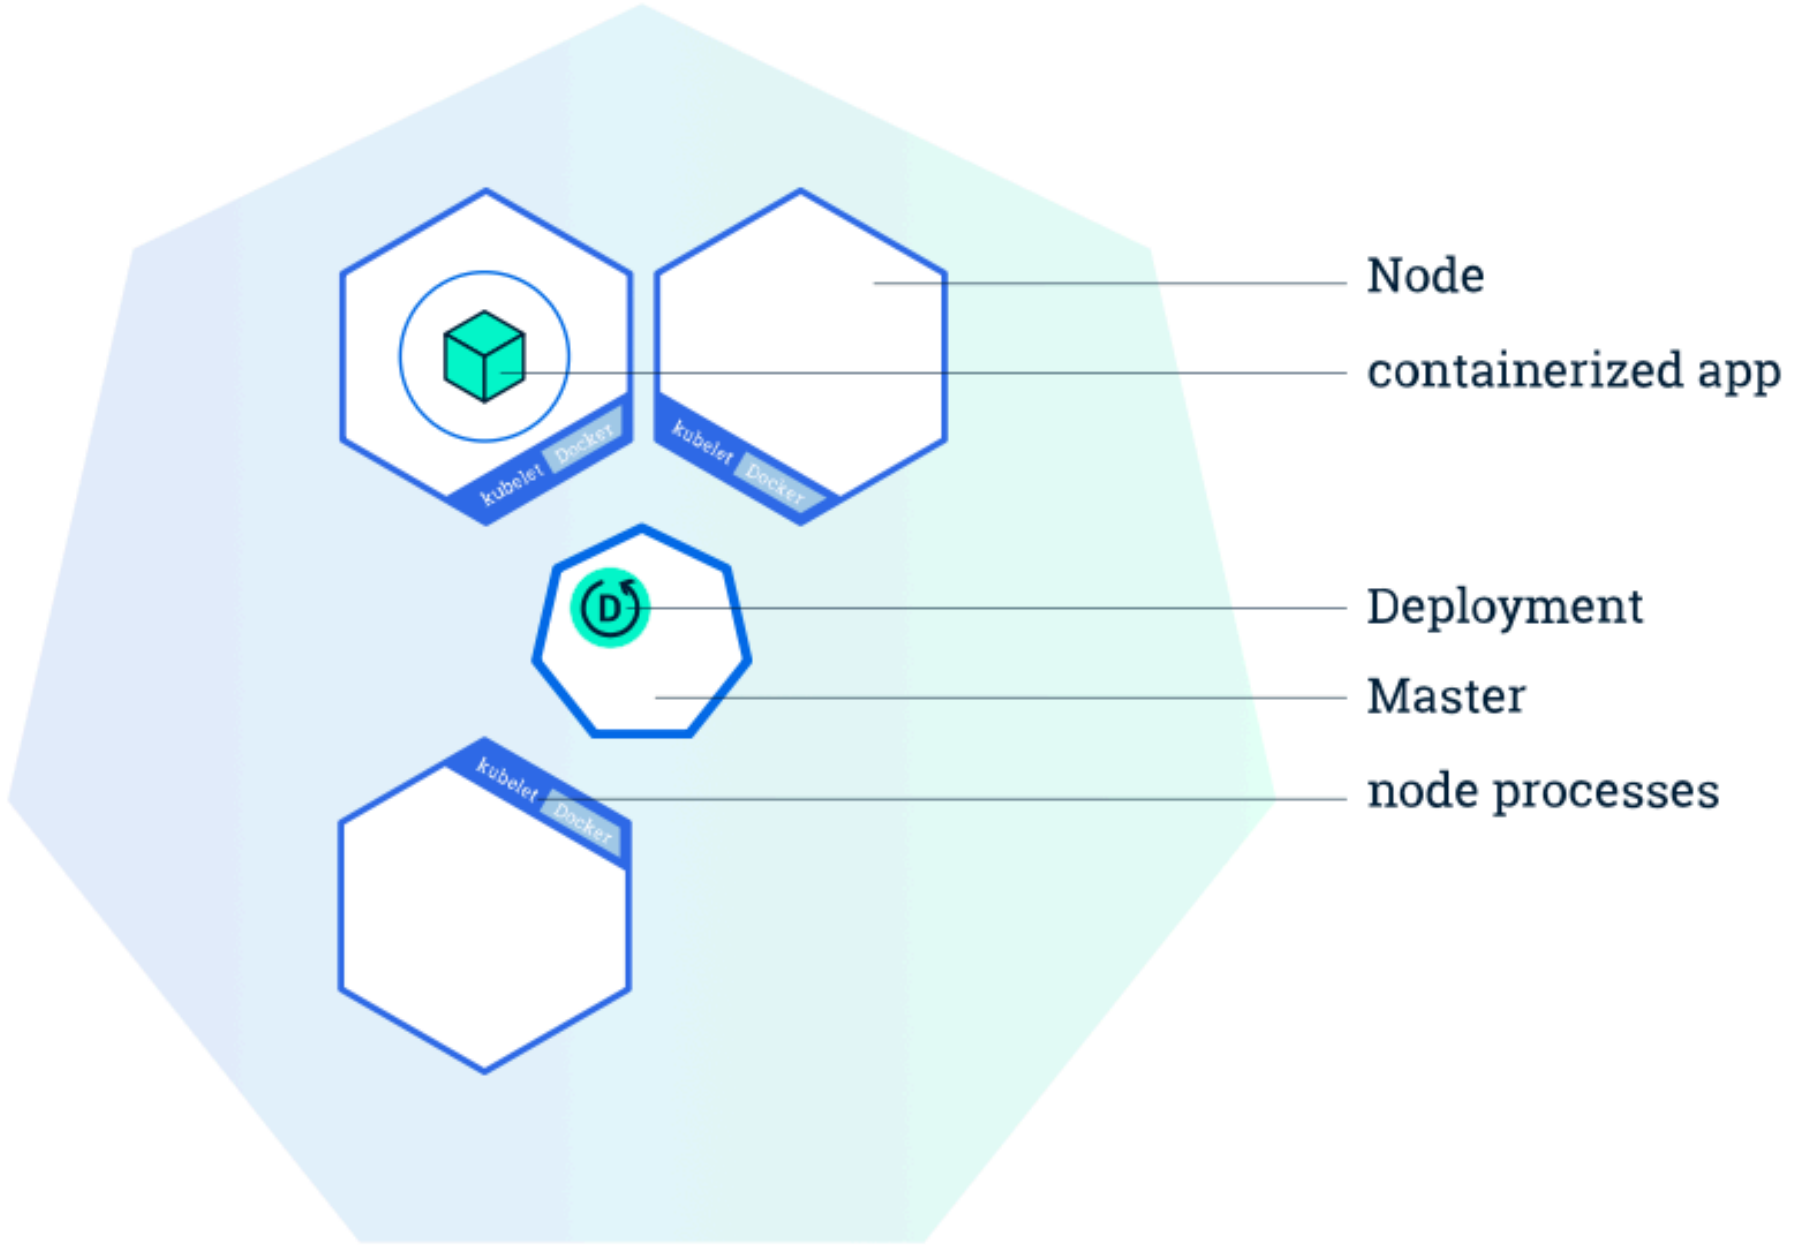 Node
containerized app
kubelet Docker
kubelet Docker
D
Deployment
Master
kubelet Docker
node processes